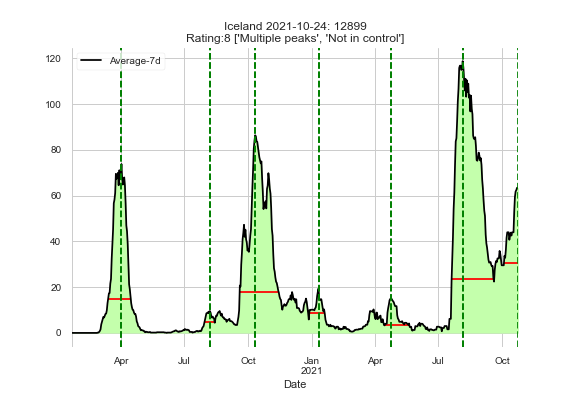 Iceland 2021-10-24: 12899
Rating:8 ['Multiple peaks', 'Not in control']
Average-7d
120
100
80
60
40
20
0
Apr Jul Oct Jan Apr Jul Oct
2021
Date